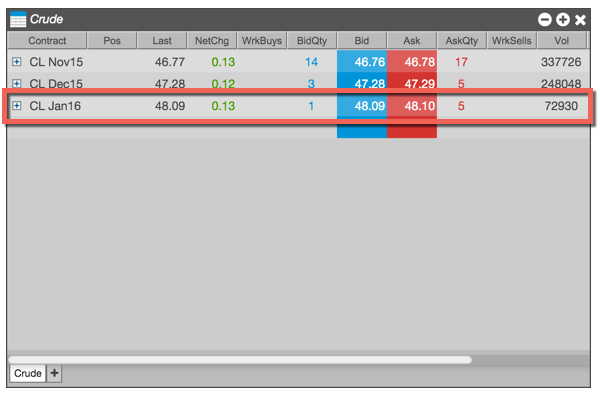 Crude
Contract Pos Last NetChg WrkBuys BidQty Bid Ask AskQty WrkSells Vol
CL Nov15 46.77 0.13 14 46.76 46.78 17 337726
CL Dec15 47.28 0.12 3 47.28 47.29 5 248048
CL Jan16 48.09 0.13 1 48.09 48.10 5 72930
Crude +